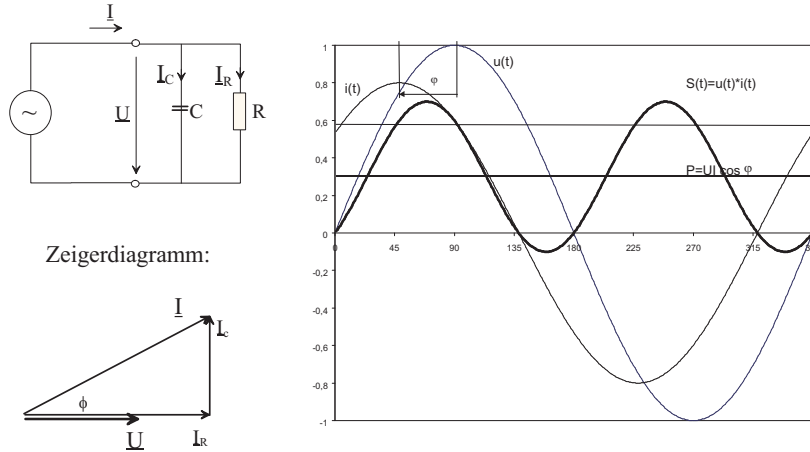 I
I_C
I_R
U
C
R
~
Zeigerdiagramm:
I
I_c
ϕ
U
I_R
1
0,8
0,6
0,4
0,2
0
-0,2
-0,4
-0,6
-0,8
-1
0 45 90 135 180 225 270 315
i(t)
φ
u(t)
S(t)=u(t)*i(t)
P=UI cos φ